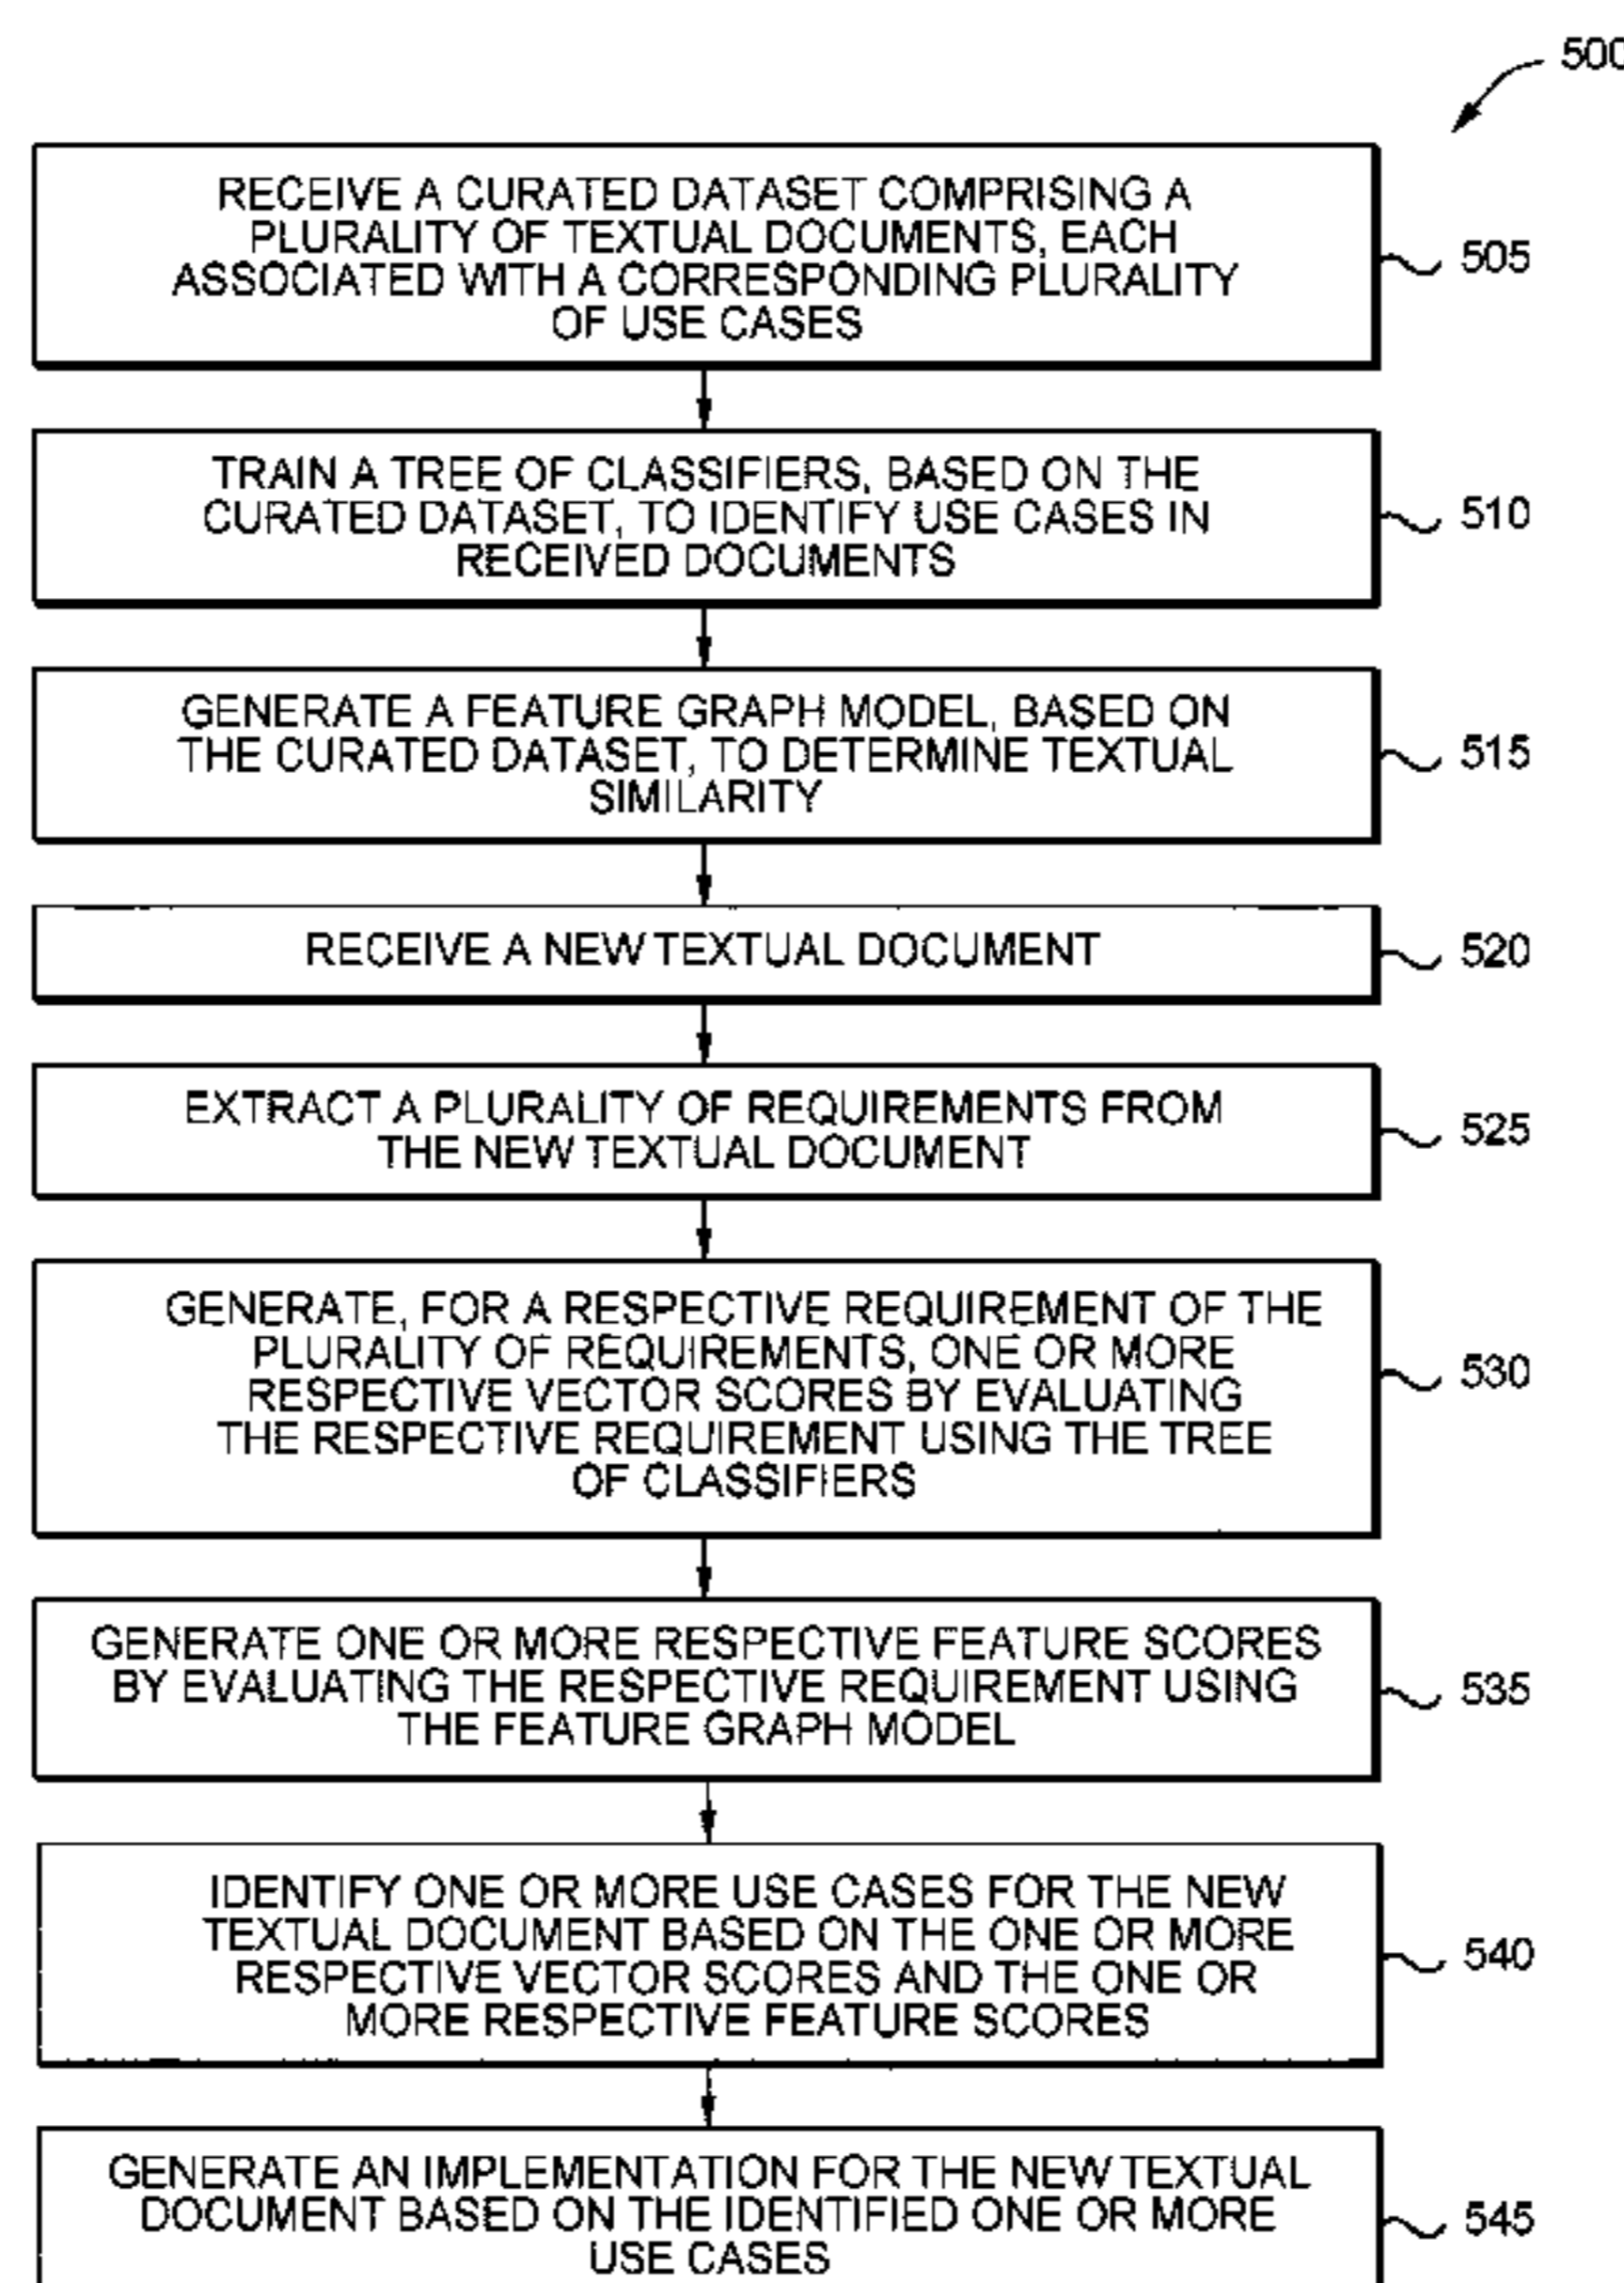 500
RECEIVE A CURATED DATASET COMPRISING A
PLURALITY OF TEXTUAL DOCUMENTS, EACH
ASSOCIATED WITH A CORRESPONDING PLURALITY
OF USE CASES
505
TRAIN A TREE OF CLASSIFIERS, BASED ON THE
CURATED DATASET, TO IDENTIFY USE CASES IN
RECEIVED DOCUMENTS
510
GENERATE A FEATURE GRAPH MODEL, BASED ON
THE CURATED DATASET, TO DETERMINE TEXTUAL
SIMILARITY
515
RECEIVE A NEW TEXTUAL DOCUMENT
520
EXTRACT A PLURALITY OF REQUIREMENTS FROM
THE NEW TEXTUAL DOCUMENT
525
GENERATE, FOR A RESPECTIVE REQUIREMENT OF THE
PLURALITY OF REQUIREMENTS, ONE OR MORE
RESPECTIVE VECTOR SCORES BY EVALUATING
THE RESPECTIVE REQUIREMENT USING THE TREE
OF CLASSIFIERS
530
GENERATE ONE OR MORE RESPECTIVE FEATURE SCORES
BY EVALUATING THE RESPECTIVE REQUIREMENT USING
THE FEATURE GRAPH MODEL
535
IDENTIFY ONE OR MORE USE CASES FOR THE NEW
TEXTUAL DOCUMENT BASED ON THE ONE OR MORE
RESPECTIVE VECTOR SCORES AND THE ONE OR
MORE RESPECTIVE FEATURE SCORES
540
GENERATE AN IMPLEMENTATION FOR THE NEW TEXTUAL
DOCUMENT BASED ON THE IDENTIFIED ONE OR MORE
USE CASES
545